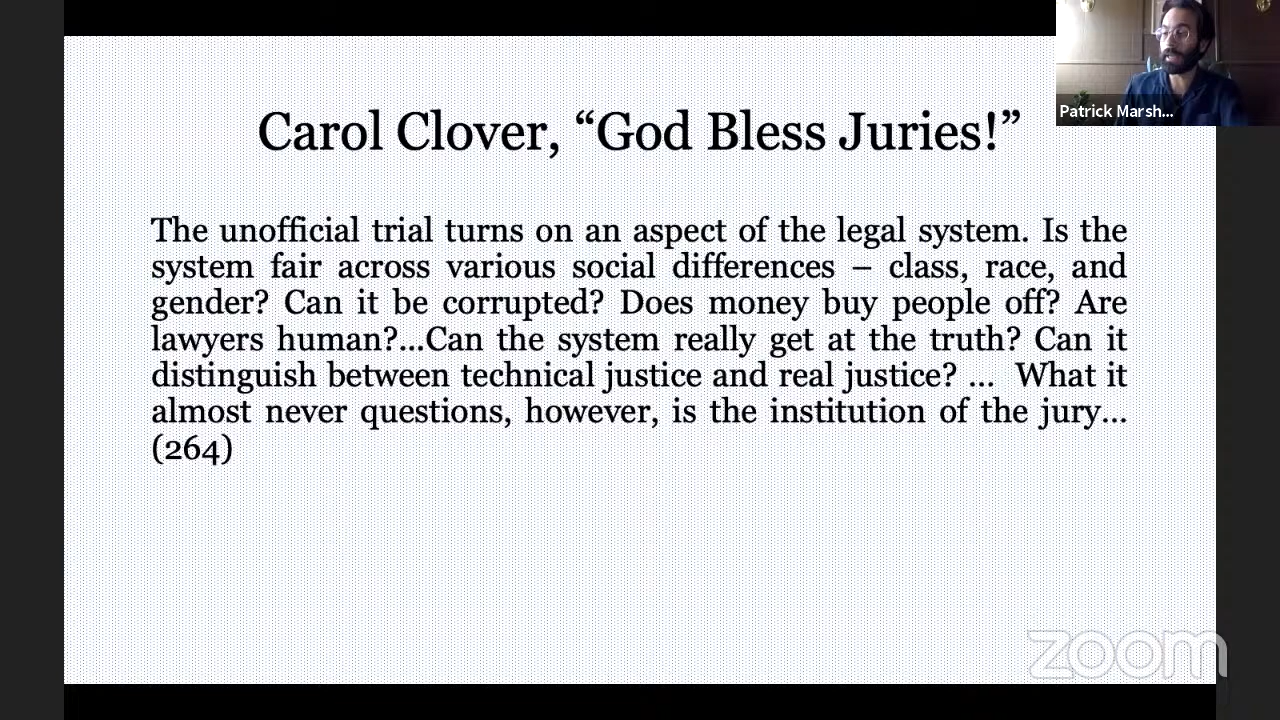 Carol Clover, “God Bless Juries!”
Patrick Marsh...
The unofficial trial turns on an aspect of the legal system. Is the
system fair across various social differences – class, race, and
gender? Can it be corrupted? Does money buy people off? Are
lawyers human?...Can the system really get at the truth? Can it
distinguish between technical justice and real justice? ... What it
almost never questions, however, is the institution of the jury...
(264)
zoom